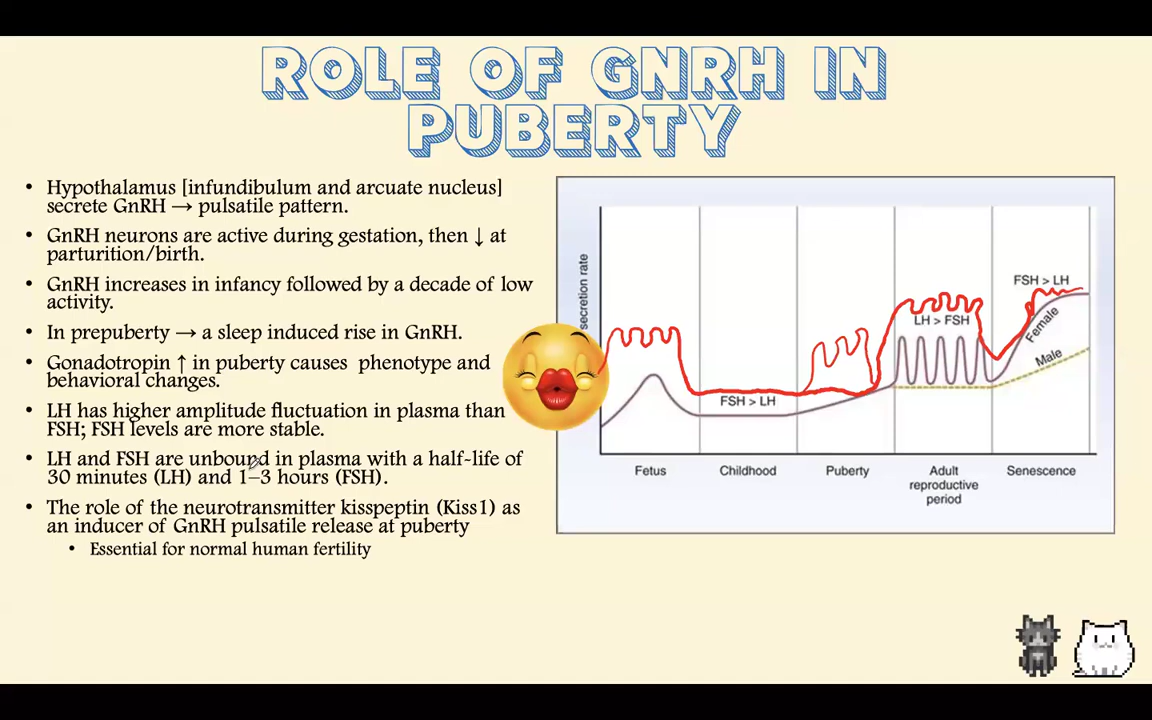 ROLE OF GNRH IN
PUBERTY
• Hypothalamus [infundibulum and arcuate nucleus]
secrete GnRH → pulsatile pattern.
• GnRH neurons are active during gestation, then ↓ at
parturition/birth.
• GnRH increases in infancy followed by a decade of low
activity.
• In prepuberty → a sleep induced rise in GnRH.
• Gonadotropin ↑ in puberty causes phenotype and
behavioral changes.
• LH has higher amplitude fluctuation in plasma than
FSH; FSH levels are more stable.
• LH and FSH are unbound in plasma with a half-life of
30 minutes (LH) and 1–3 hours (FSH).
• The role of the neurotransmitter kisspeptin (Kiss1) as
an inducer of GnRH pulsatile release at puberty
• Essential for normal human fertility
secretion rate
FSH > LH
LH > FSH
FSH > LH
Female
Male
Fetus
Childhood
Puberty
Adult
reproductive
period
Senescence